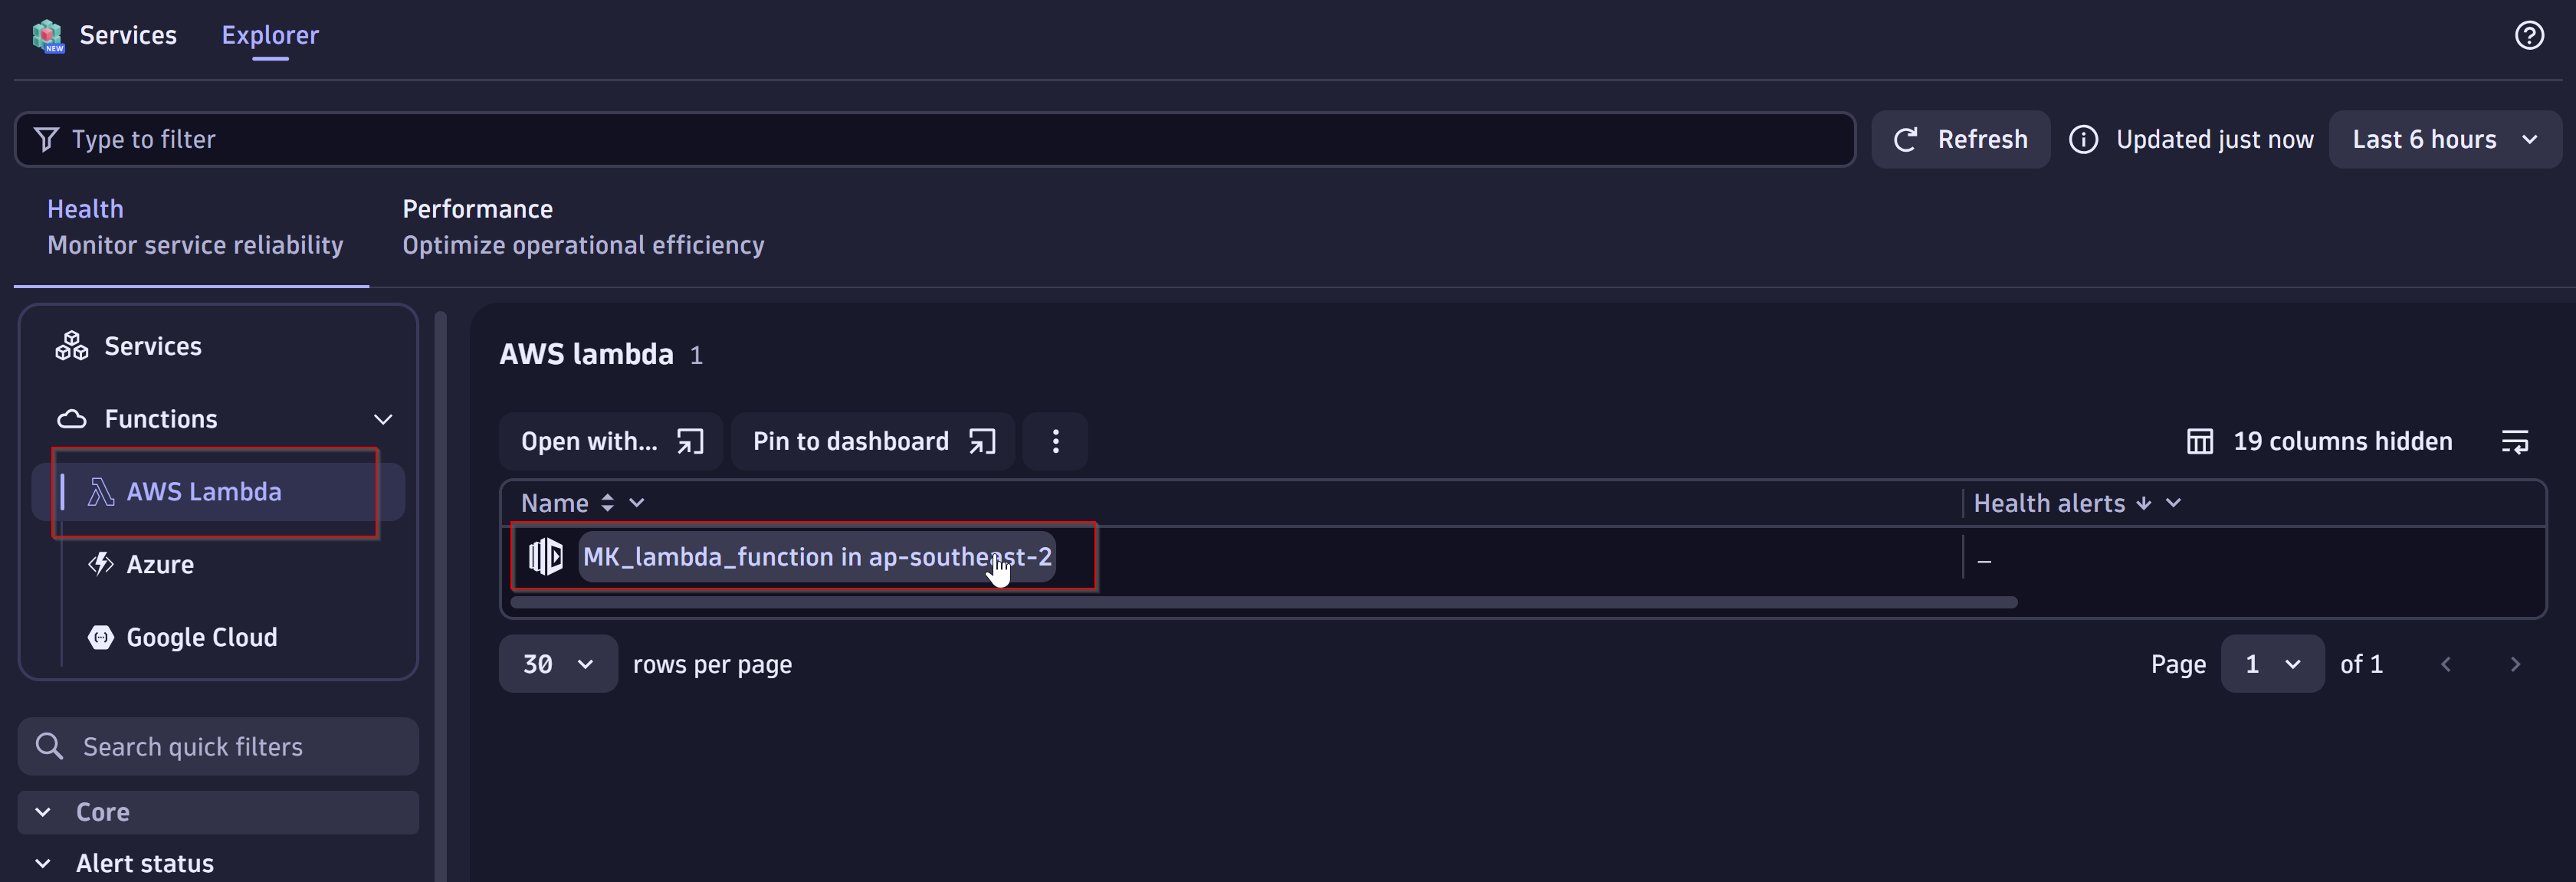 NEW
Services Explorer
Type to filter
Refresh Updated just now Last 6 hours
Health Performance
Monitor service reliability Optimize operational efficiency
Services
Functions
AWS Lambda
Azure
Google Cloud
Search quick filters
Core
Alert status
AWS lambda 1
Open with... Pin to dashboard 19 columns hidden
Name Health alerts
MK_lambda_function in ap-southeast-2 –
30 rows per page Page 1 of 1